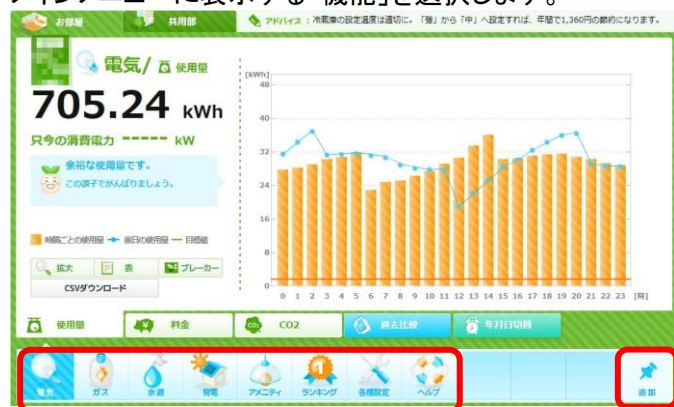 メインメニューに表示する「機能」を選択します。
お部屋 共用部 アドバイス：冷蔵庫の設定温度は適切に。「強」から「中」へ設定すれば、年間で1,360円の節約になります。
電気/ 使用量
705.24 kWh
只今の消費電力 ----- kW
余裕な使用量です。
この調子でがんばりましょう。
時間ごとの使用量 前日の使用量 目標値
拡大 表 ブレーカー
CSVダウンロード
[kWh]
48
40
32
24
16
8
0
0 1 2 3 4 5 6 7 8 9 10 11 12 13 14 15 16 17 18 19 20 21 22 23 [時]
使用量 料金 CO2 過去比較 年月日切替
電気 ガス 水道 発電 アメニティ ランキング 各種設定 ヘルプ 追加